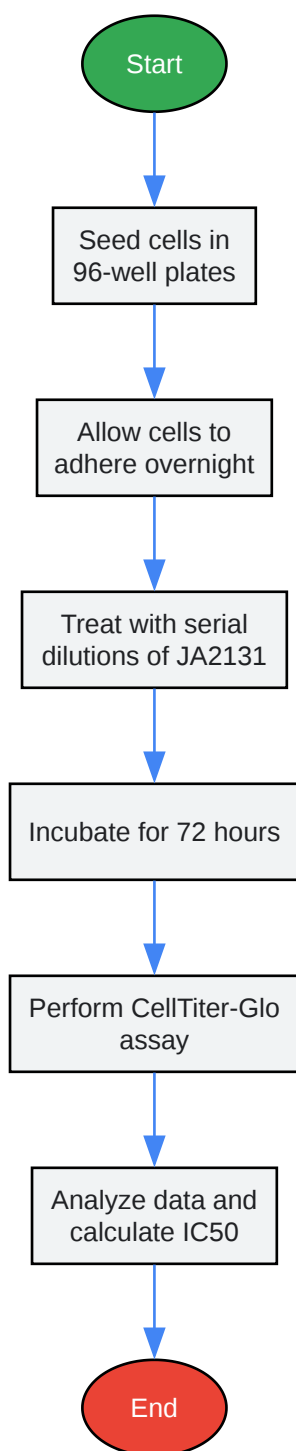 Start
Seed cells in
96-well plates
Allow cells to
adhere overnight
Treat with serial
dilutions of JA2131
Incubate for 72 hours
Perform CellTiter-Glo
assay
Analyze data and
calculate IC50
End